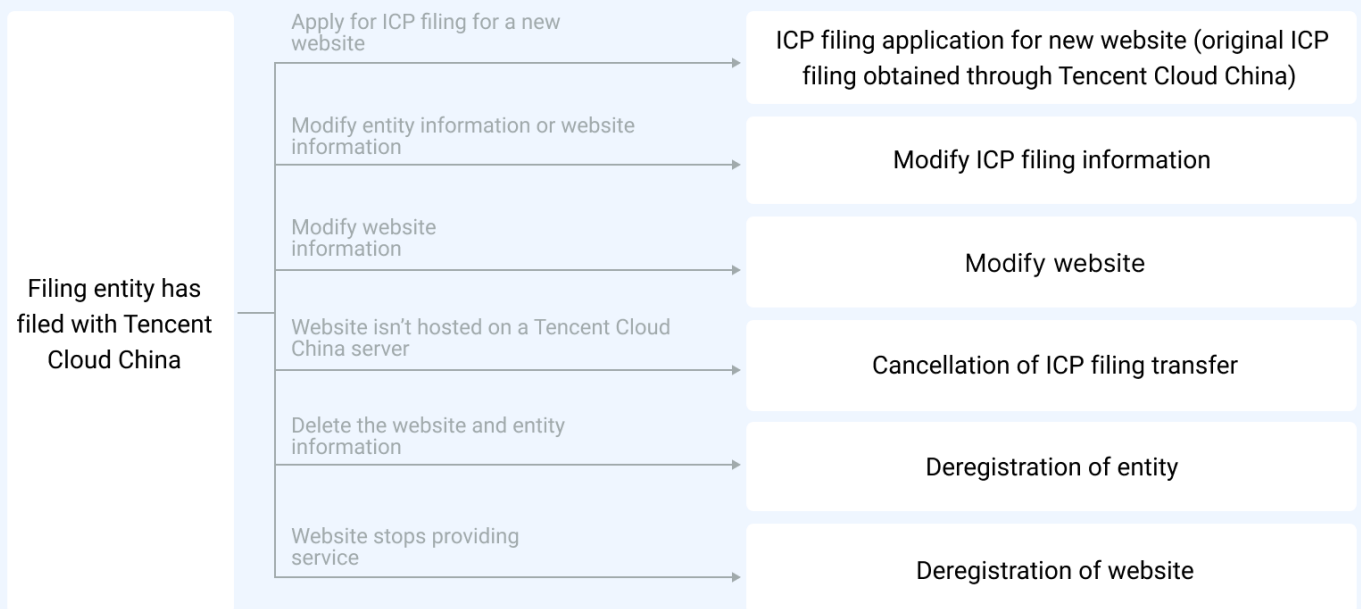 Filing entity has
filed with Tencent
Cloud China
Apply for ICP filing for a new
website
ICP filing application for new website (original ICP
filing obtained through Tencent Cloud China)
Modify entity information or website
information
Modify ICP filing information
Modify website
information
Modify website
Website isn’t hosted on a Tencent Cloud
China server
Cancellation of ICP filing transfer
Delete the website and entity
information
Deregistration of entity
Website stops providing
service
Deregistration of website